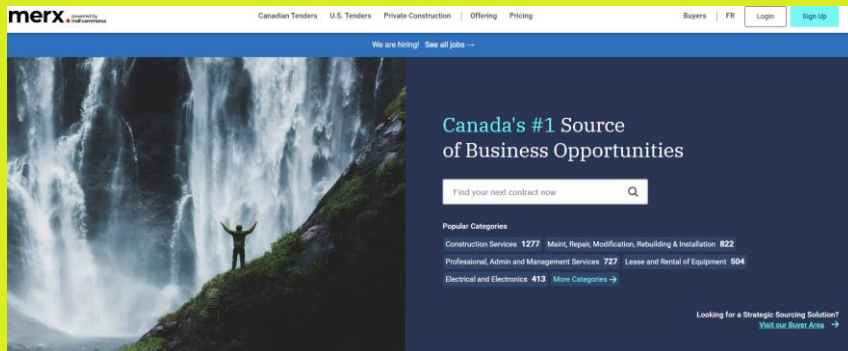 merx powered by mdf commerce
Canadian Tenders U.S. Tenders Private Construction | Offering Pricing
Buyers | FR Login Sign Up
We are hiring! See all jobs →
Canada's #1 Source
of Business Opportunities
Find your next contract now
Popular Categories
Construction Services 1277 Maint, Repair, Modification, Rebuilding & Installation 822
Professional, Admin and Management Services 727 Lease and Rental of Equipment 504
Electrical and Electronics 413 More Categories →
Looking for a Strategic Sourcing Solution?
Visit our Buyer Area →